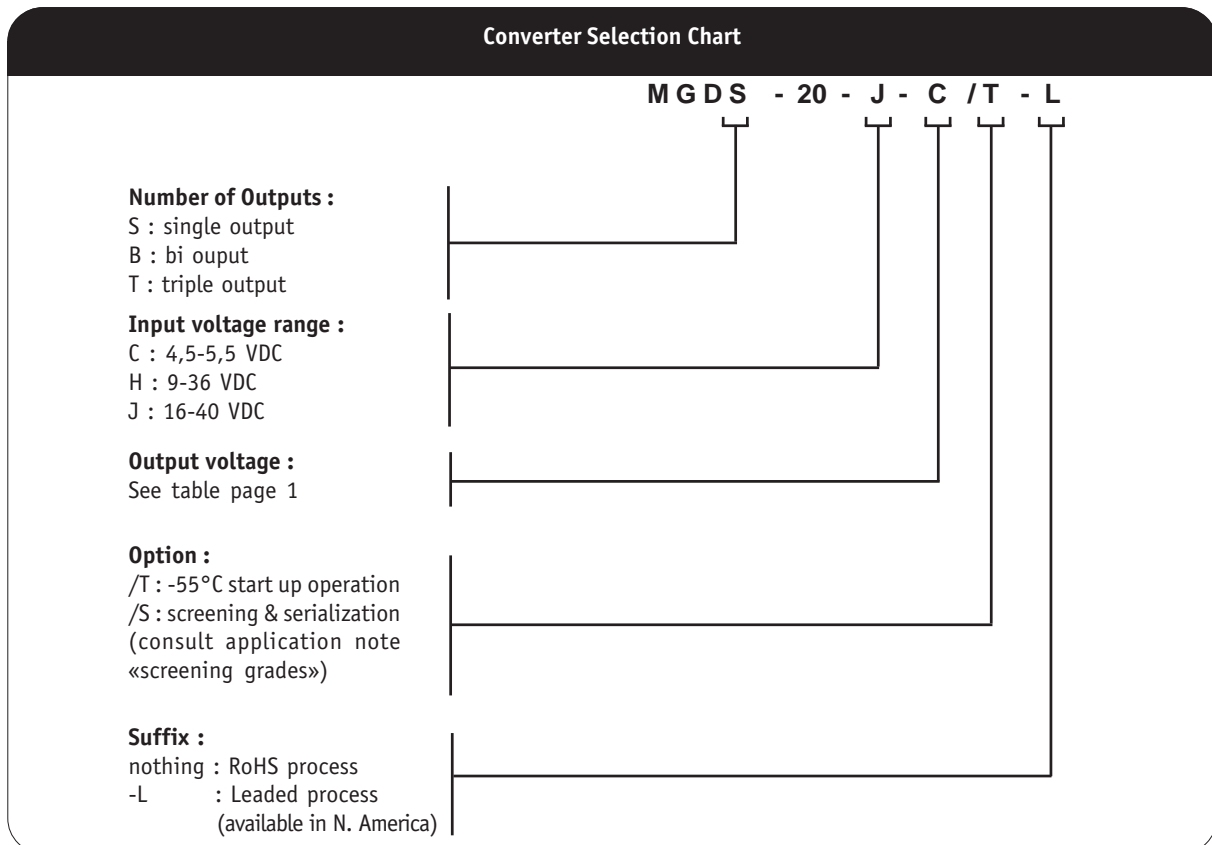 Converter Selection Chart
MGDS - 20 - J - C /T - L
Number of Outputs :
S : single output
B : bi ouput
T : triple output
Input voltage range :
C : 4,5-5,5 VDC
H : 9-36 VDC
J : 16-40 VDC
Output voltage :
See table page 1
Option :
/T : -55°C start up operation
/S : screening & serialization
(consult application note
«screening grades»)
Suffix :
nothing : RoHS process
-L : Leaded process
(available in N. America)